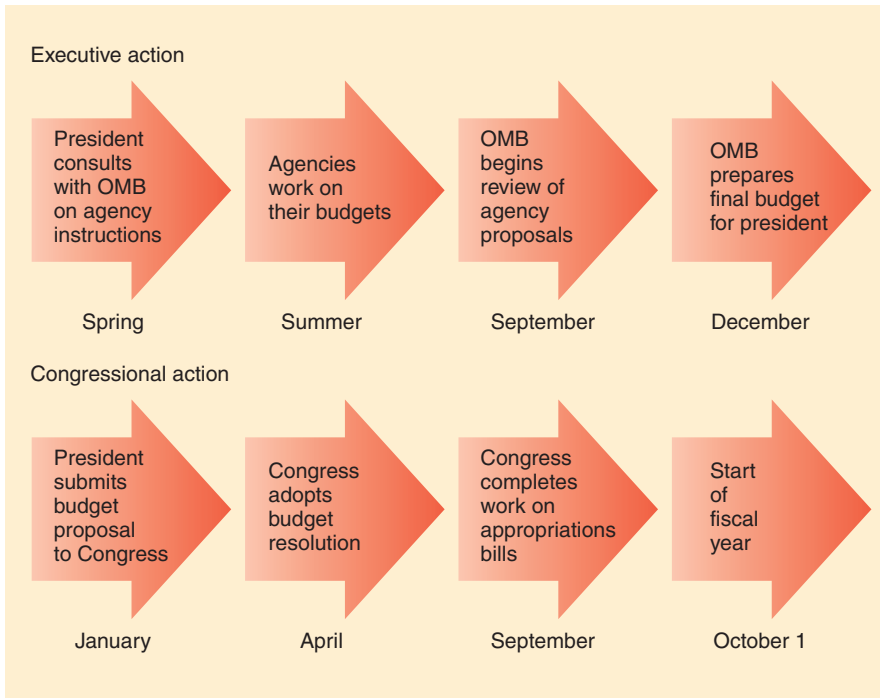 Executive action
President
consults
with OMB
on agency
instructions
Agencies
work on
their budgets
OMB
begins
review of
agency
proposals
OMB
prepares
final budget
for president
Spring
Summer
September
December
Congressional action
President
submits
budget
proposal
to Congress
Congress
adopts
budget
resolution
Congress
completes
work on
appropriations
bills
Start
of
fiscal
year
January
April
September
October 1